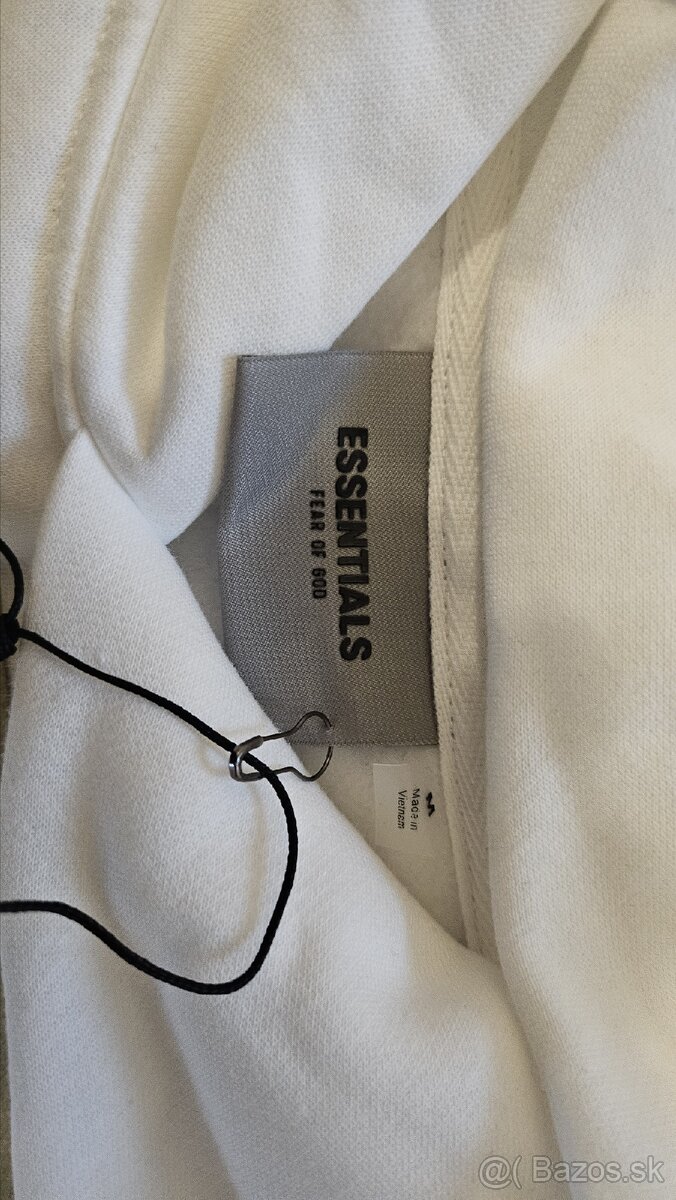 ESSENTIALS
FEAR OF GOD
M
Made in
Vietnam
@( Bazos.sk